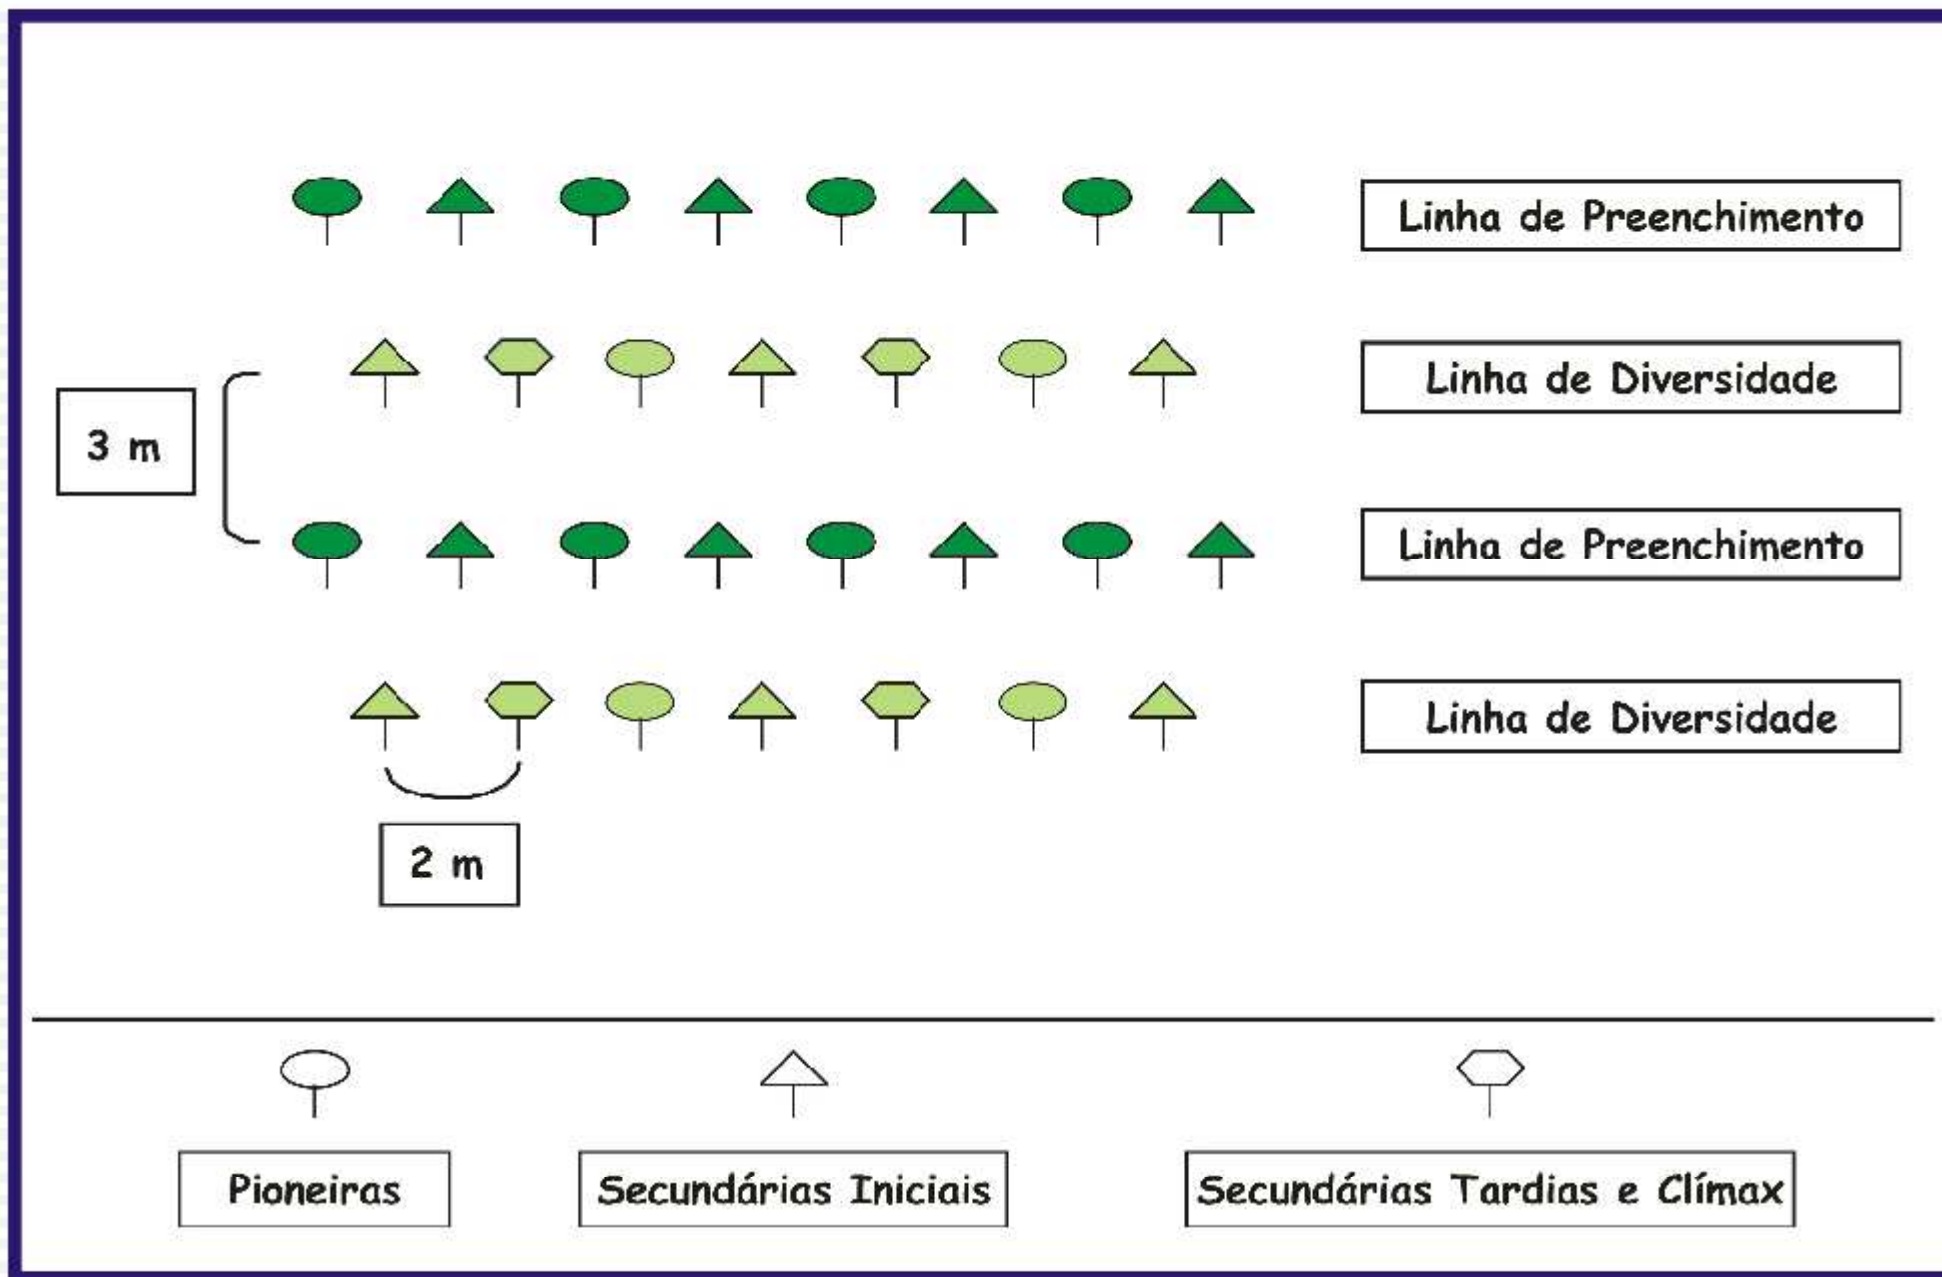 Linha de Preenchimento
Linha de Diversidade
3 m
Linha de Preenchimento
Linha de Diversidade
2 m
Pioneiras
Secundárias Iniciais
Secundárias Tardias e Clímax